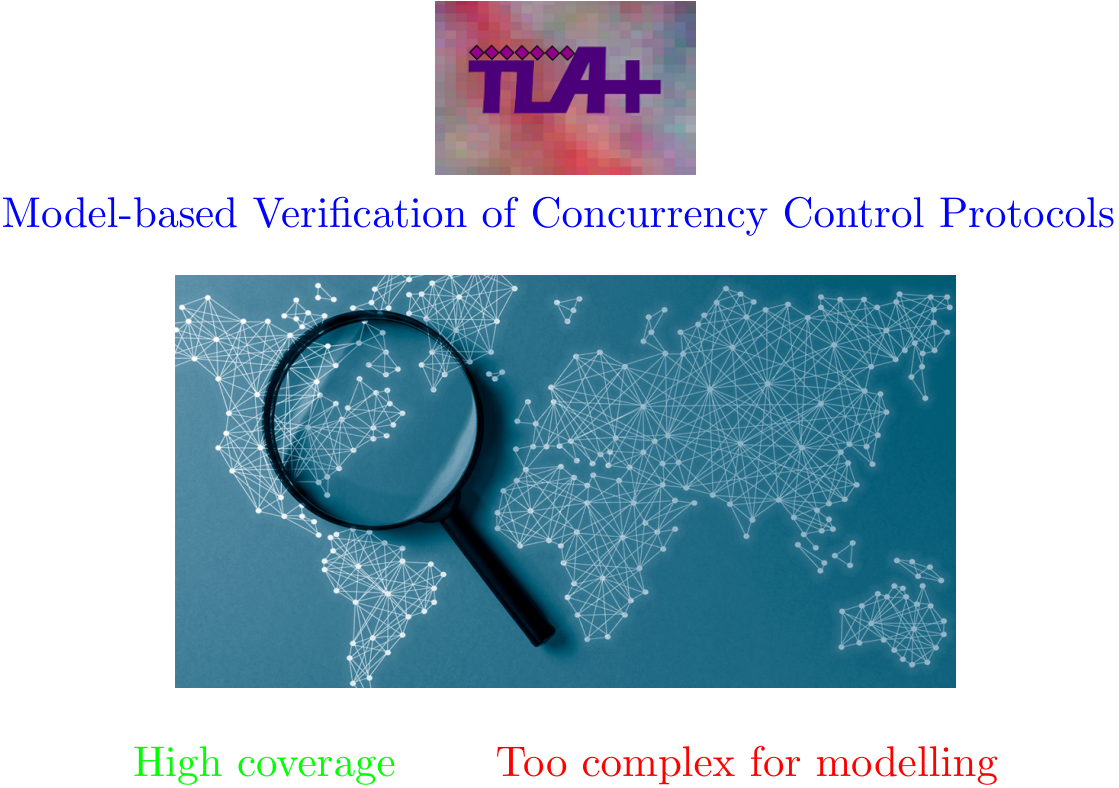 TLA+
Model-based Verification of Concurrency Control Protocols
High coverage Too complex for modelling